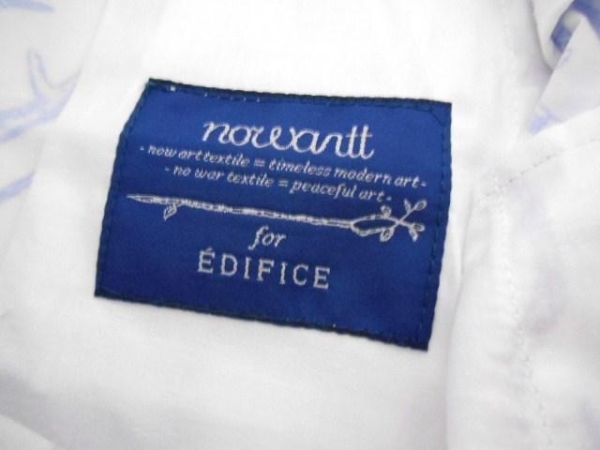 nowartt
- now art textile = timeless modern art -
- no war textile = peaceful art -
for
ÉDIFICE